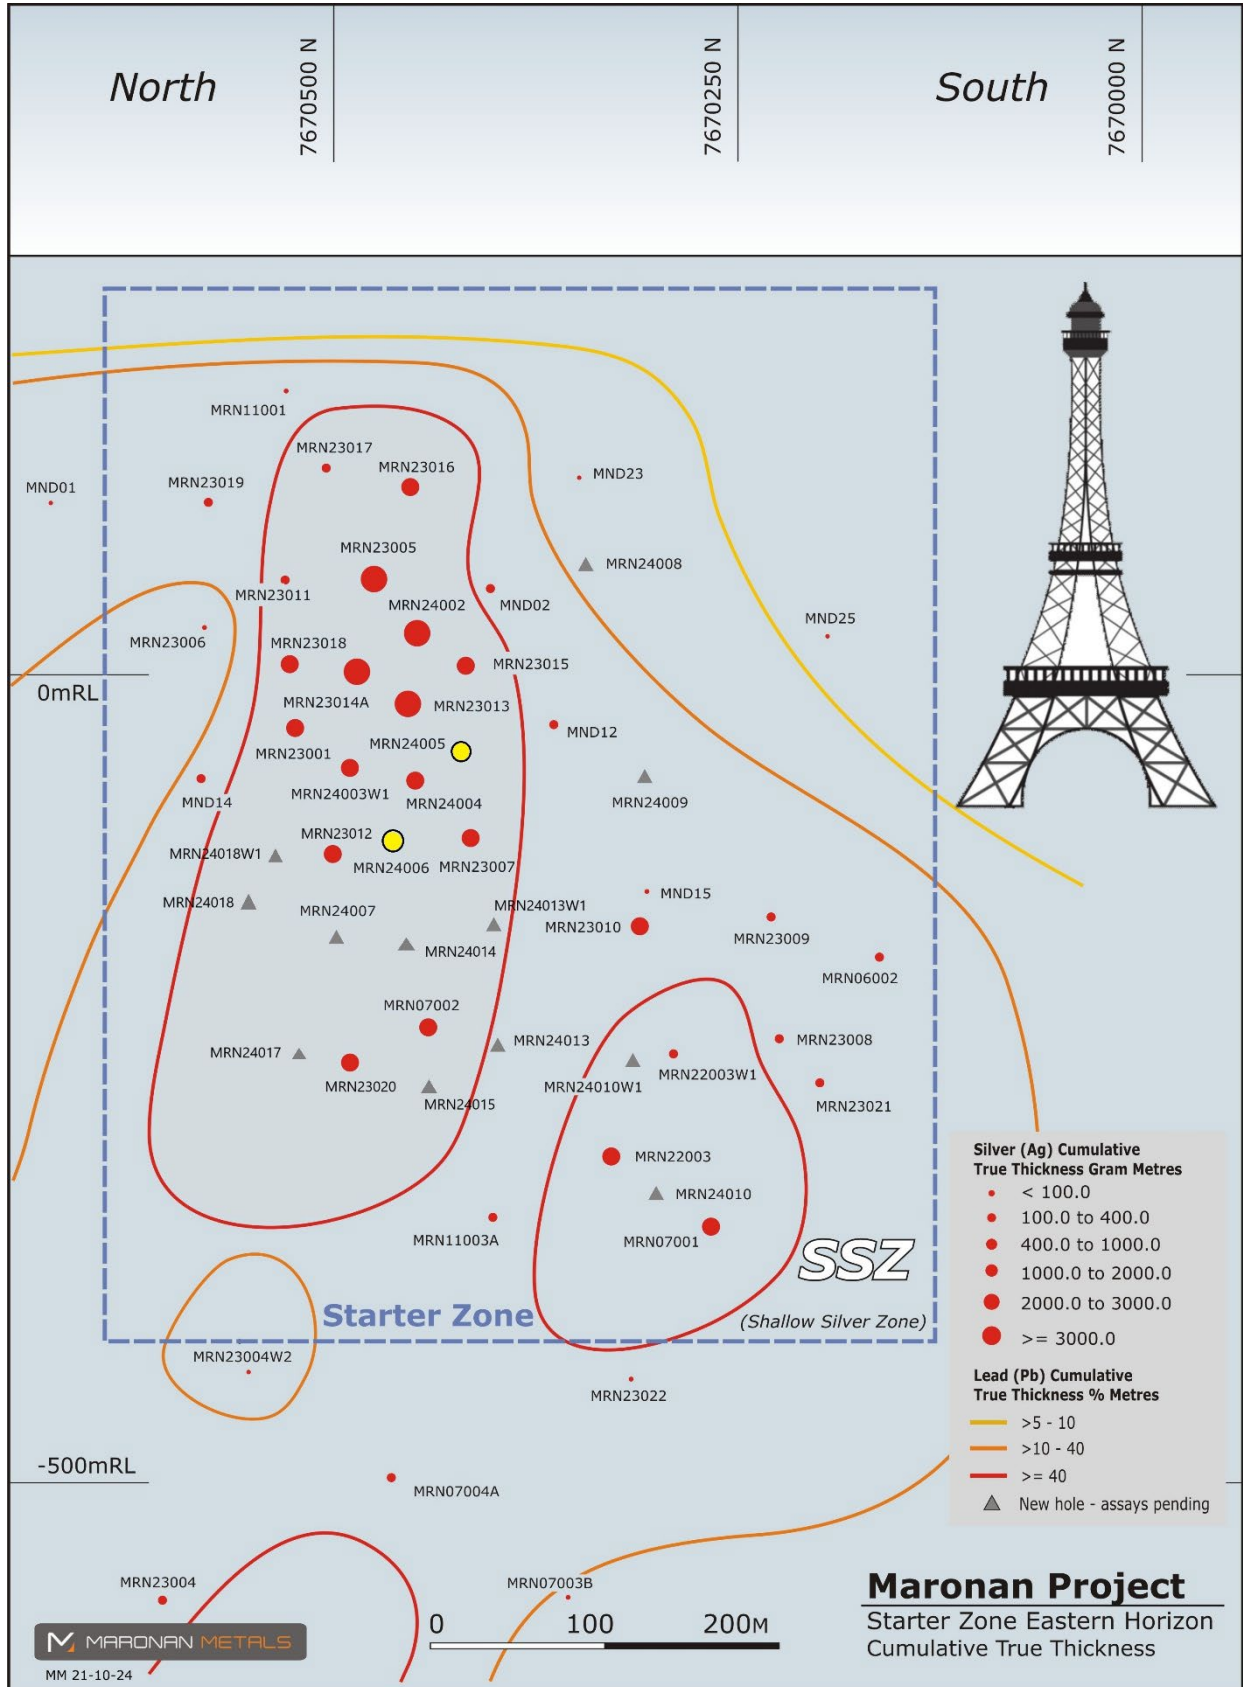 North
7670500 N
7670250 N
South
7670000 N
MRN11001
MRN23017
MRN23016
MND23
MND01
MRN23019
MRN23005
MRN24008
MRN23011
MRN24002
MND02
MRN23006
MRN23018
MRN23015
MND25
0mRL
MRN23014A
MRN23013
MRN23001
MRN24005
MND12
MND14
MRN24003W1
MRN24004
MRN24009
MRN23012
MRN24018W1
MRN24006
MRN23007
MRN24018
MRN24007
MRN24013W1
MND15
MRN23010
MRN23009
MRN24014
MRN06002
MRN07002
MRN24017
MRN24013
MRN23008
MRN23020
MRN24010W1
MRN22003W1
MRN24015
MRN23021
MRN22003
MRN24010
MRN11003A
MRN07001
SSZ
Starter Zone
(Shallow Silver Zone)
MRN23004W2
MRN23022
-500mRL
MRN07004A
MRN23004
MRN07003B
Silver (Ag) Cumulative
True Thickness Gram Metres
< 100.0
100.0 to 400.0
400.0 to 1000.0
1000.0 to 2000.0
2000.0 to 3000.0
>= 3000.0
Lead (Pb) Cumulative
True Thickness % Metres
>5 - 10
>10 - 40
>= 40
New hole - assays pending
0 100 200M
MARONAN METALS
MM 21-10-24
Maronan Project
Starter Zone Eastern Horizon
Cumulative True Thickness